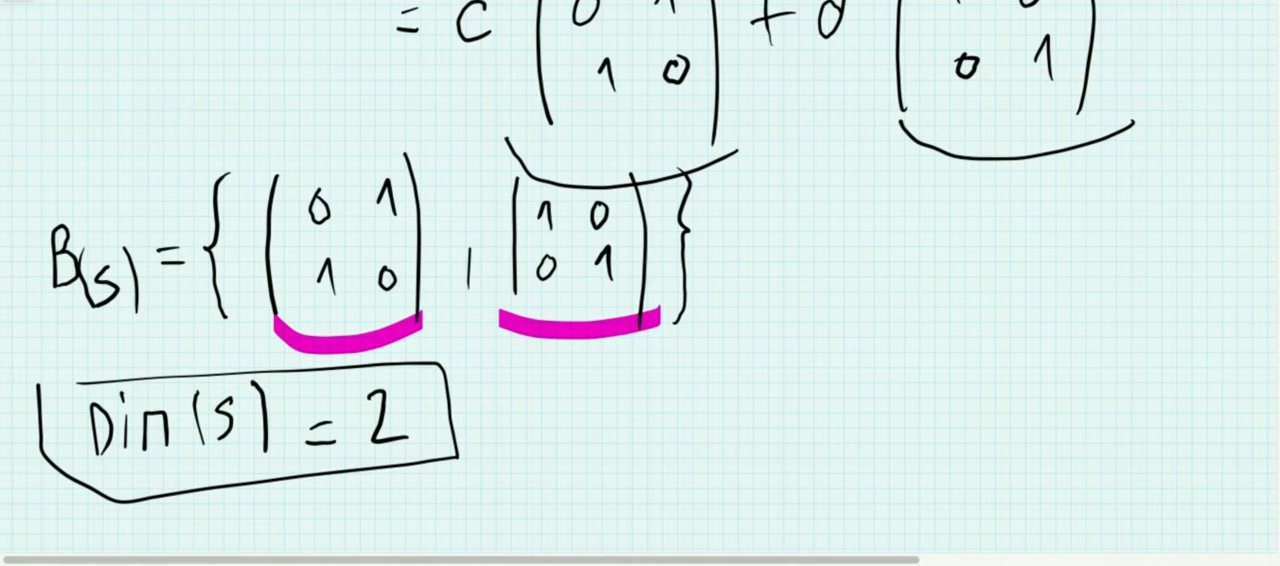 = c ( 0 1 ) + d ( 1 0 )
1 0 0 1
B(s) = { ( 0 1 1 0 ) , ( 1 0 0 1 ) }
Dim(s) = 2